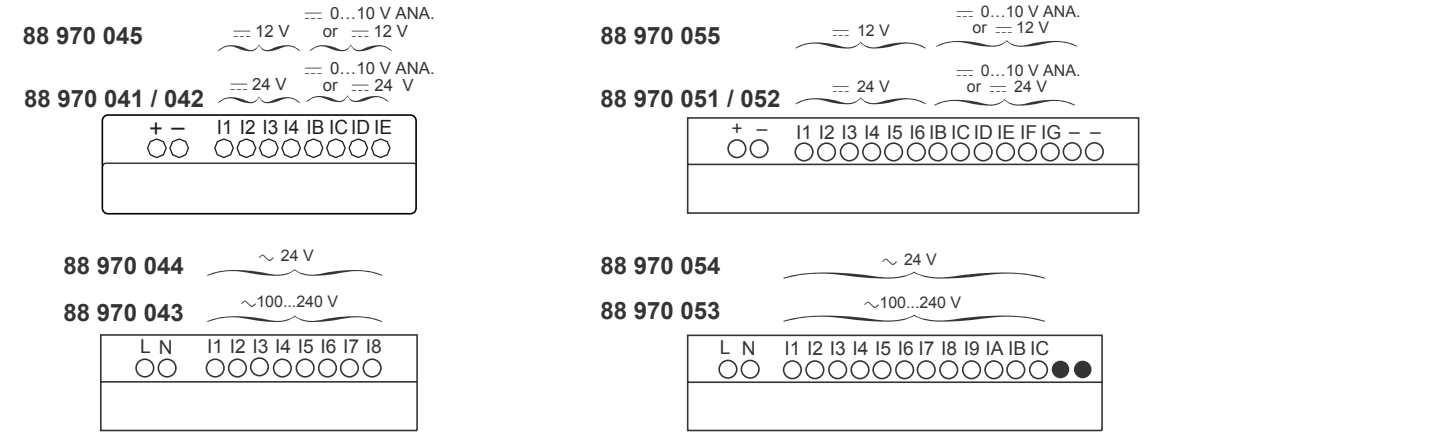 88 970 045
⎓ 12 V
⎓ 0...10 V ANA.
or ⎓ 12 V
88 970 041 / 042
⎓ 24 V
⎓ 0...10 V ANA.
or ⎓ 24 V
+ – I1 I2 I3 I4 IB IC ID IE
88 970 055
⎓ 12 V
⎓ 0...10 V ANA.
or ⎓ 12 V
88 970 051 / 052
⎓ 24 V
⎓ 0...10 V ANA.
or ⎓ 24 V
+ – I1 I2 I3 I4 I5 I6 IB IC ID IE IF IG – –
88 970 044
~ 24 V
88 970 043
~100...240 V
L N I1 I2 I3 I4 I5 I6 I7 I8
88 970 054
~ 24 V
88 970 053
~100...240 V
L N I1 I2 I3 I4 I5 I6 I7 I8 I9 IA IB IC